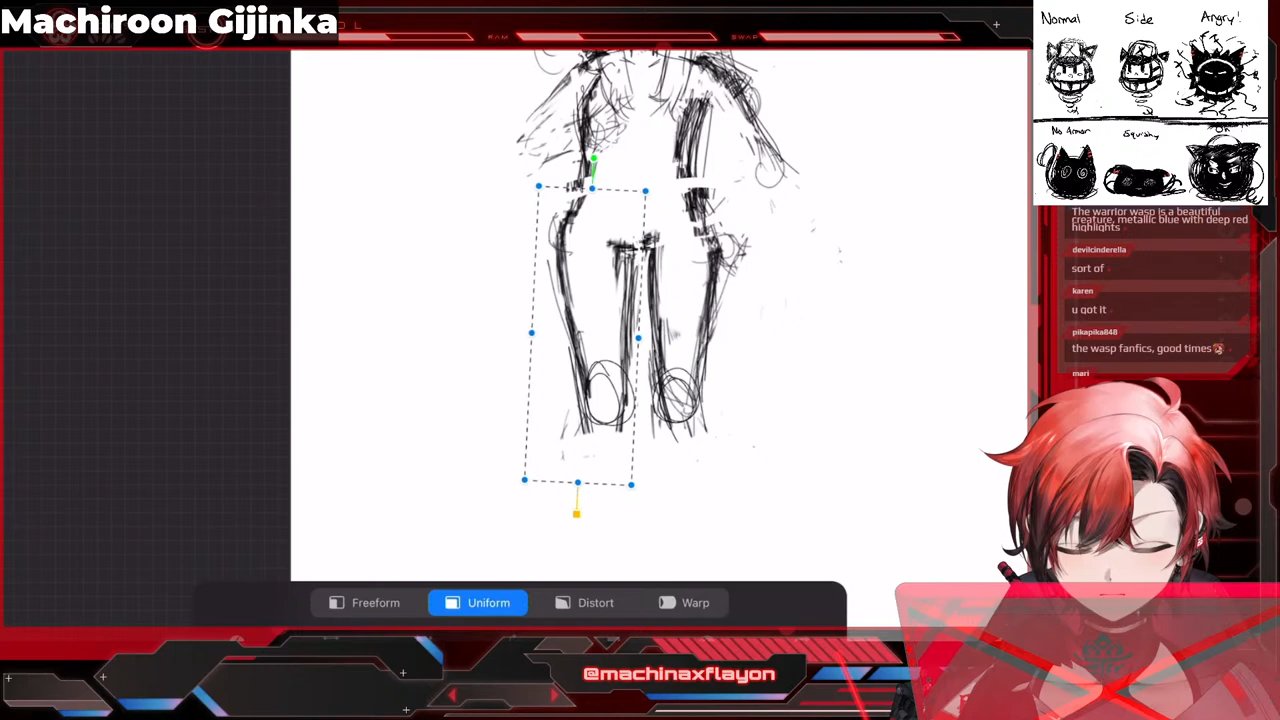 Machiroon Gijinka
RAM
SWAP
Normal
Side
Angry!
No Armor
Squishy
The warrior wasp is a beautiful
creature, metallic blue with deep red
highlights
devilcinderella
sort of
karen
u got it
pikapika848
the wasp fanfics, good times
mari
Freeform
Uniform
Distort
Warp
@machinaxflayon